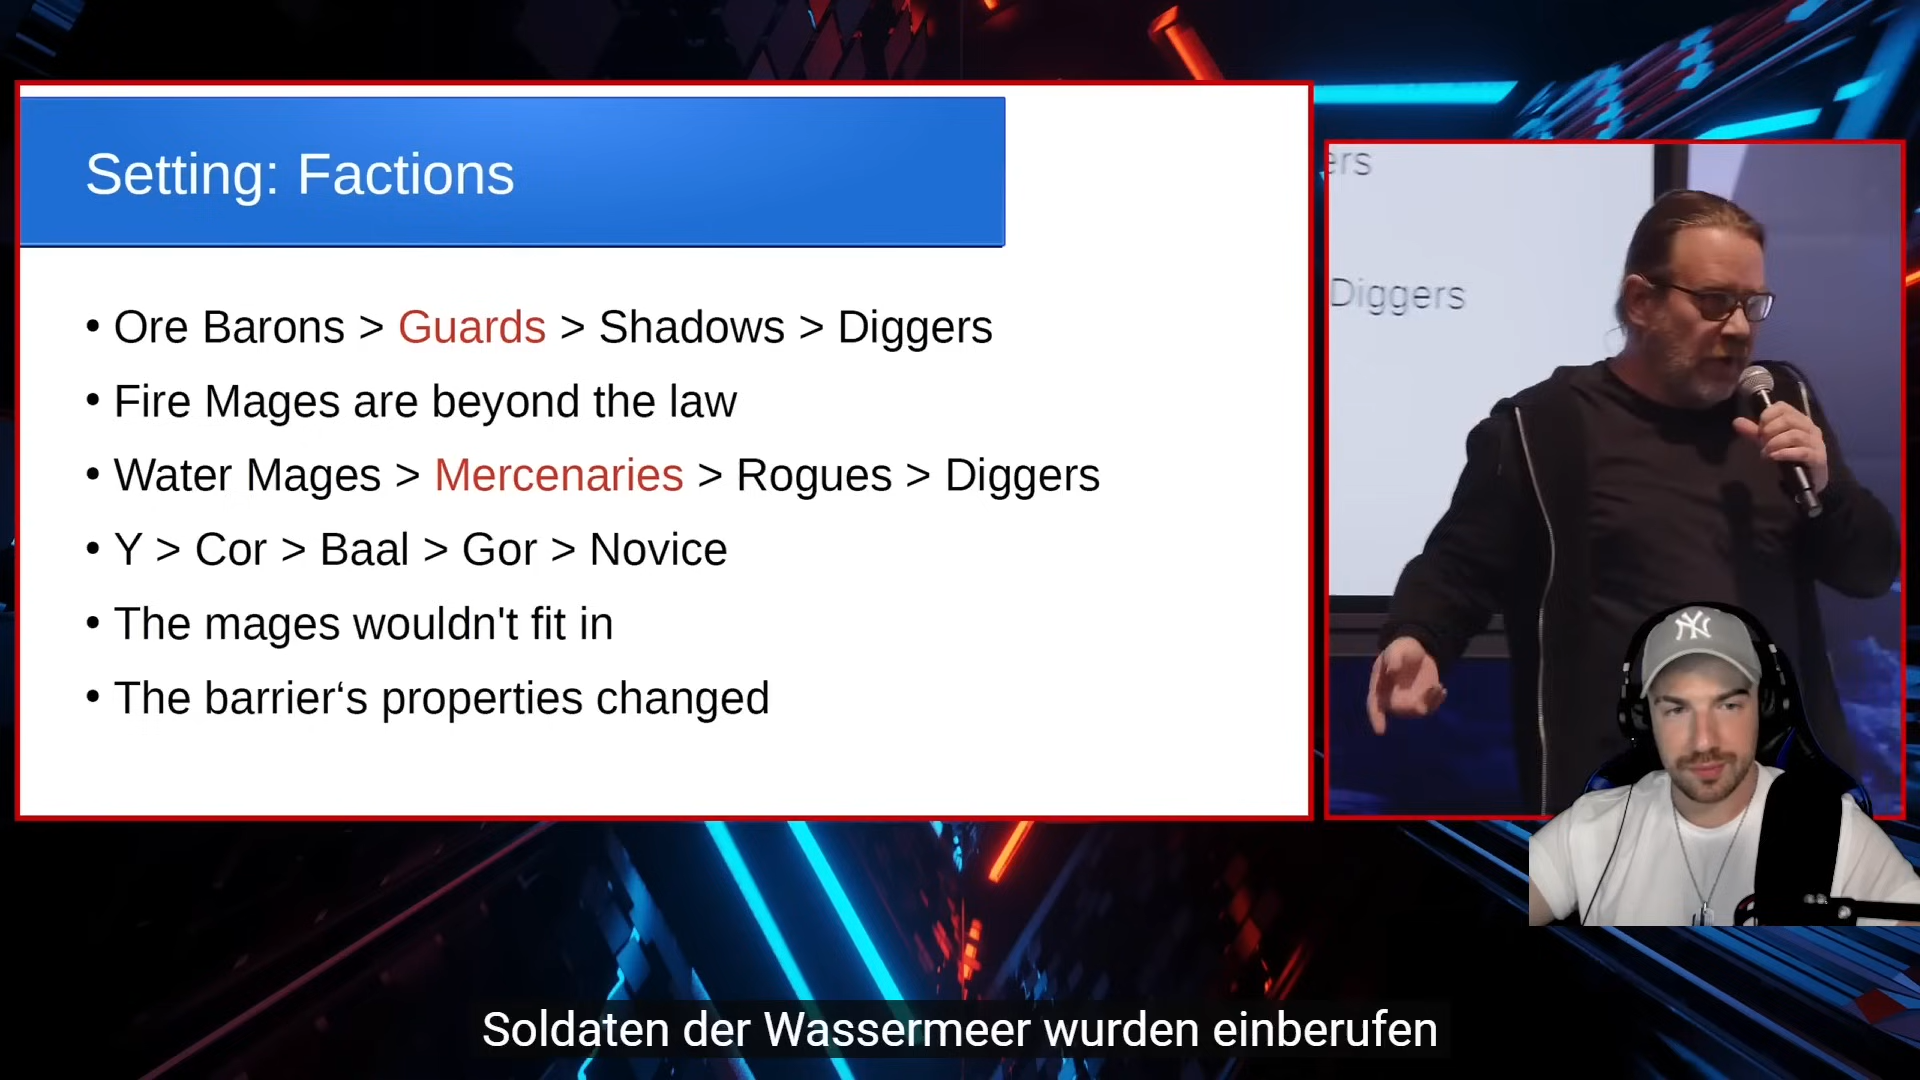 Setting: Factions
• Ore Barons > Guards > Shadows > Diggers
• Fire Mages are beyond the law
• Water Mages > Mercenaries > Rogues > Diggers
• Y > Cor > Baal > Gor > Novice
• The mages wouldn't fit in
• The barrier‘s properties changed
ers
Diggers
NY
Soldaten der Wassermeer wurden einberufen